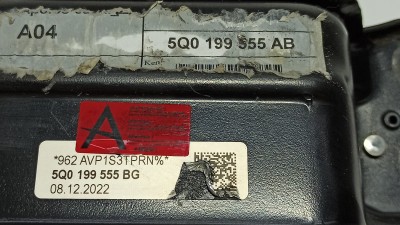 A04
5Q0 199 555 AB
A
*962 AVP1S3TPRN%*
5Q0 199 555 BG
08.12.2022